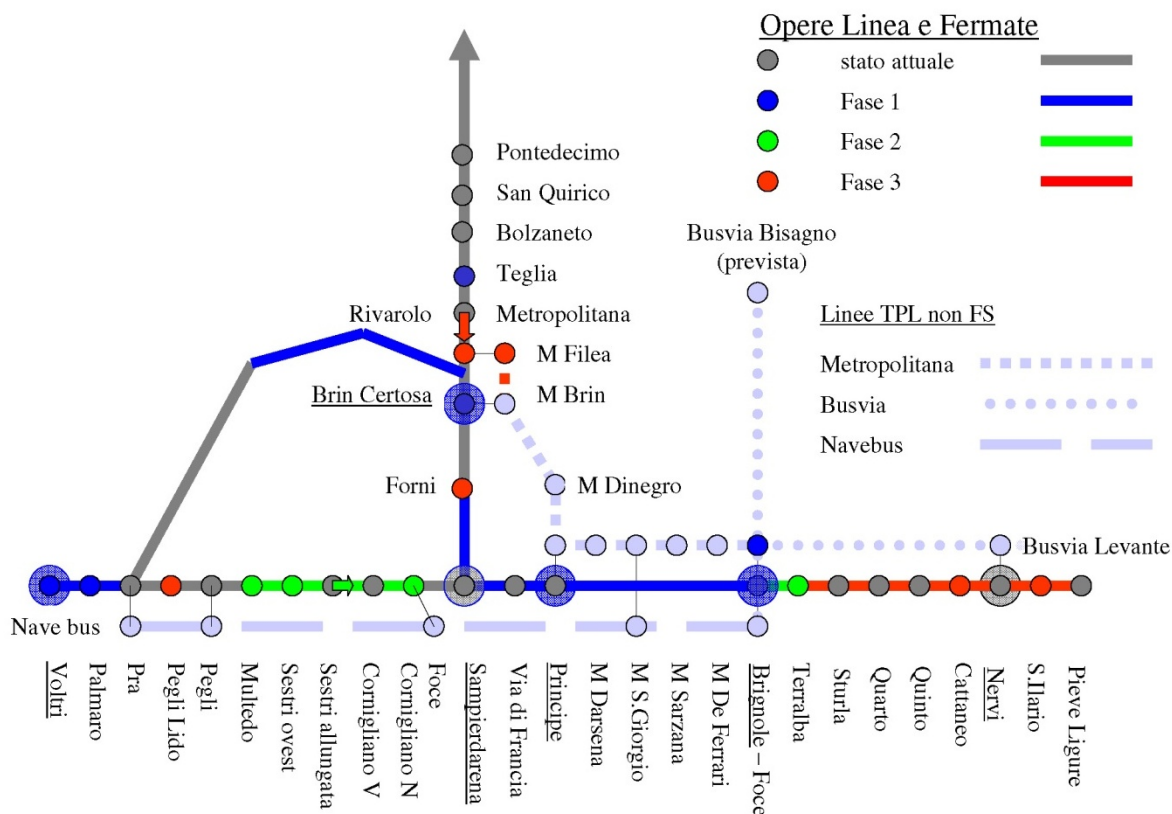 Opere Linea e Fermate
stato attuale
Fase 1
Fase 2
Fase 3
Pontedecimo
San Quirico
Bolzaneto
Teglia
Rivarolo
Metropolitana
M Filea
Brin Certosa
M Brin
Forni
M Dinegro
Busvia Bisagno
(prevista)
Linee TPL non FS
Metropolitana
Busvia
Navebus
Busvia Levante
Nave bus
Voltri
Palmaro
Pra
Pegli Lido
Pegli
Multedo
Sestri ovest
Sestri allungata
Cornigliano V
Cornigliano N
Foce
Sampierdarena
Via di Francia
Principe
M Darsena
M S.Giorgio
M Sarzana
M De Ferrari
Brignole – Foce
Terralba
Sturla
Quarto
Quinto
Cattaneo
Nervi
S.Ilario
Pieve Ligure